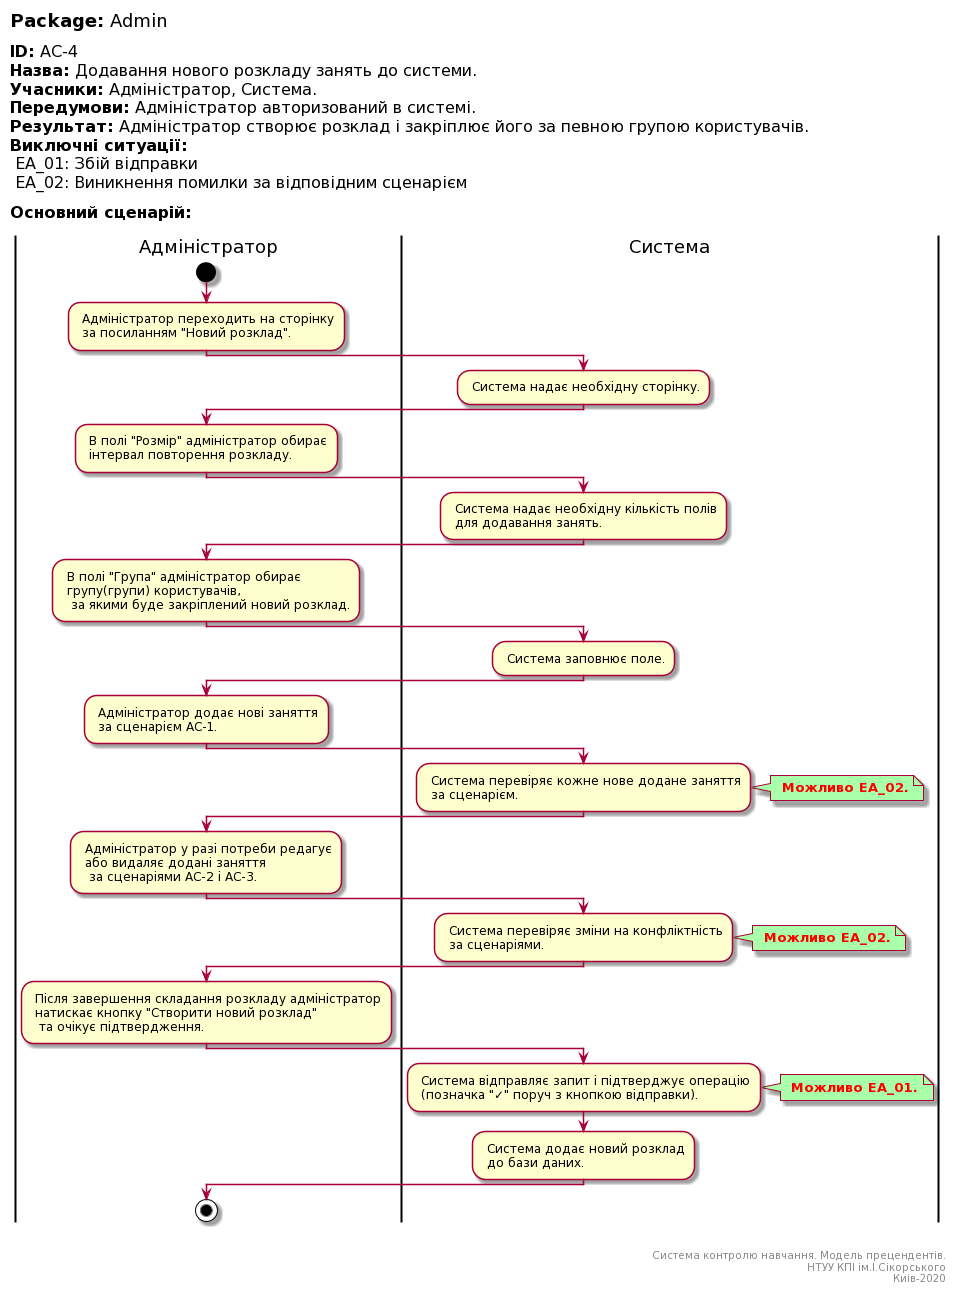 Package: Admin
ID: AC-4
Назва: Додавання нового розкладу занять до системи.
Учасники: Адміністратор, Система.
Передумови: Адміністратор авторизований в системі.
Результат: Адміністратор створює розклад і закріплює його за певною групою користувачів.
Виключні ситуації:
EA_01: Збій відправки
EA_02: Виникнення помилки за відповідним сценарієм
Основний сценарій:
Адміністратор
Система
Адміністратор переходить на сторінку
за посиланням "Новий розклад".
Система надає необхідну сторінку.
В полі "Розмір" адміністратор обирає
інтервал повторення розкладу.
Система надає необхідну кількість полів
для додавання занять.
В полі "Група" адміністратор обирає
групу(групи) користувачів,
за якими буде закріплений новий розклад.
Система заповнює поле.
Адміністратор додає нові заняття
за сценарієм AC-1.
Система перевіряє кожне нове додане заняття
за сценарієм.
Можливо EA_02.
Адміністратор у разі потреби редагує
або видаляє додані заняття
за сценаріями AC-2 і AC-3.
Система перевіряє зміни на конфліктність
за сценаріями.
Можливо EA_02.
Після завершення складання розкладу адміністратор
натискає кнопку "Створити новий розклад"
та очікує підтвердження.
Система відправляє запит і підтверджує операцію
(позначка "✓" поруч з кнопкою відправки).
Можливо EA_01.
Система додає новий розклад
до бази даних.
Система контролю навчання. Модель прецендентів.
НТУУ КПІ ім.І.Сікорського
Київ-2020